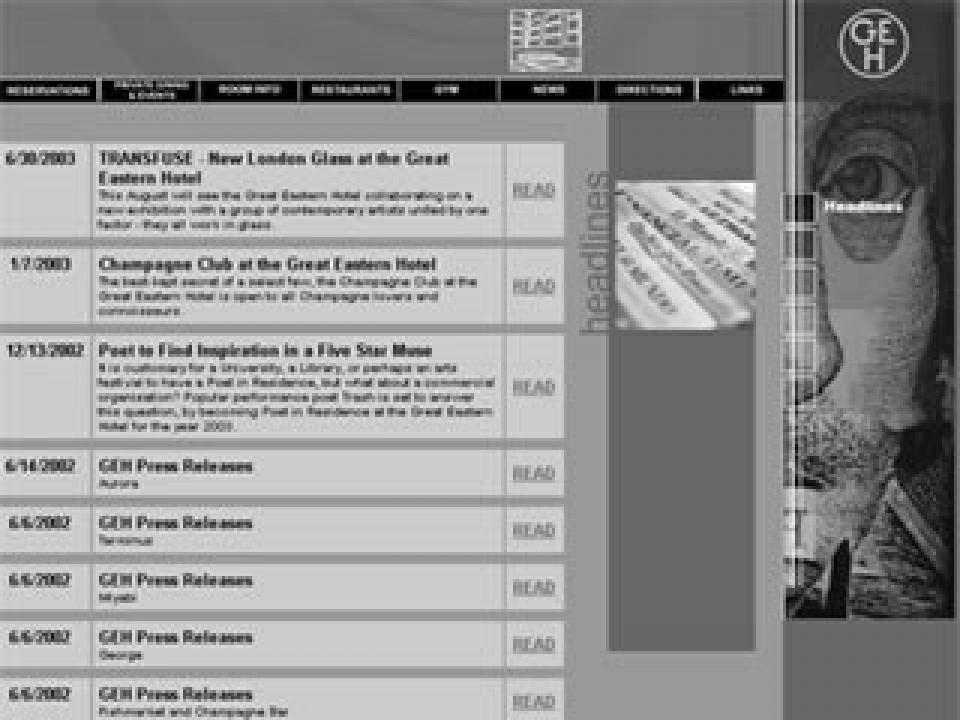 GE
H
RESERVATIONS
PRIVATE DINING
& EVENTS
ROOM INFO
RESTAURANTS
GYM
NEWS
DIRECTIONS
LINKS
6/30/2003
TRANSFUSE - New London Glass at the Great
Eastern Hotel
This August will see the Great Eastern Hotel collaborating on a
new exhibition with a group of contemporary artists united by one
factor - they all work in glass.
READ
headlines
Headlines
1/7/2003
Champagne Club at the Great Eastern Hotel
The best kept secret of a select few, the Champagne Club at the
Great Eastern Hotel is open to all Champagne lovers and
connoisseurs.
READ
12/13/2002
Poet to Find Inspiration in a Five Star Muse
It is customary for a University, a Library, or perhaps an arts
festival to have a Poet in Residence, but what about a commercial
organization? Popular performance poet Trash is set to answer
this question, by becoming Poet in Residence at the Great Eastern
Hotel for the year 2003.
READ
6/14/2002
GEH Press Releases
Aurora
READ
6/6/2002
GEH Press Releases
Terminus
READ
6/6/2002
GEH Press Releases
Miyabi
READ
6/6/2002
GEH Press Releases
George
READ
6/6/2002
GEH Press Releases
Fishmarket and Champagne Bar
READ